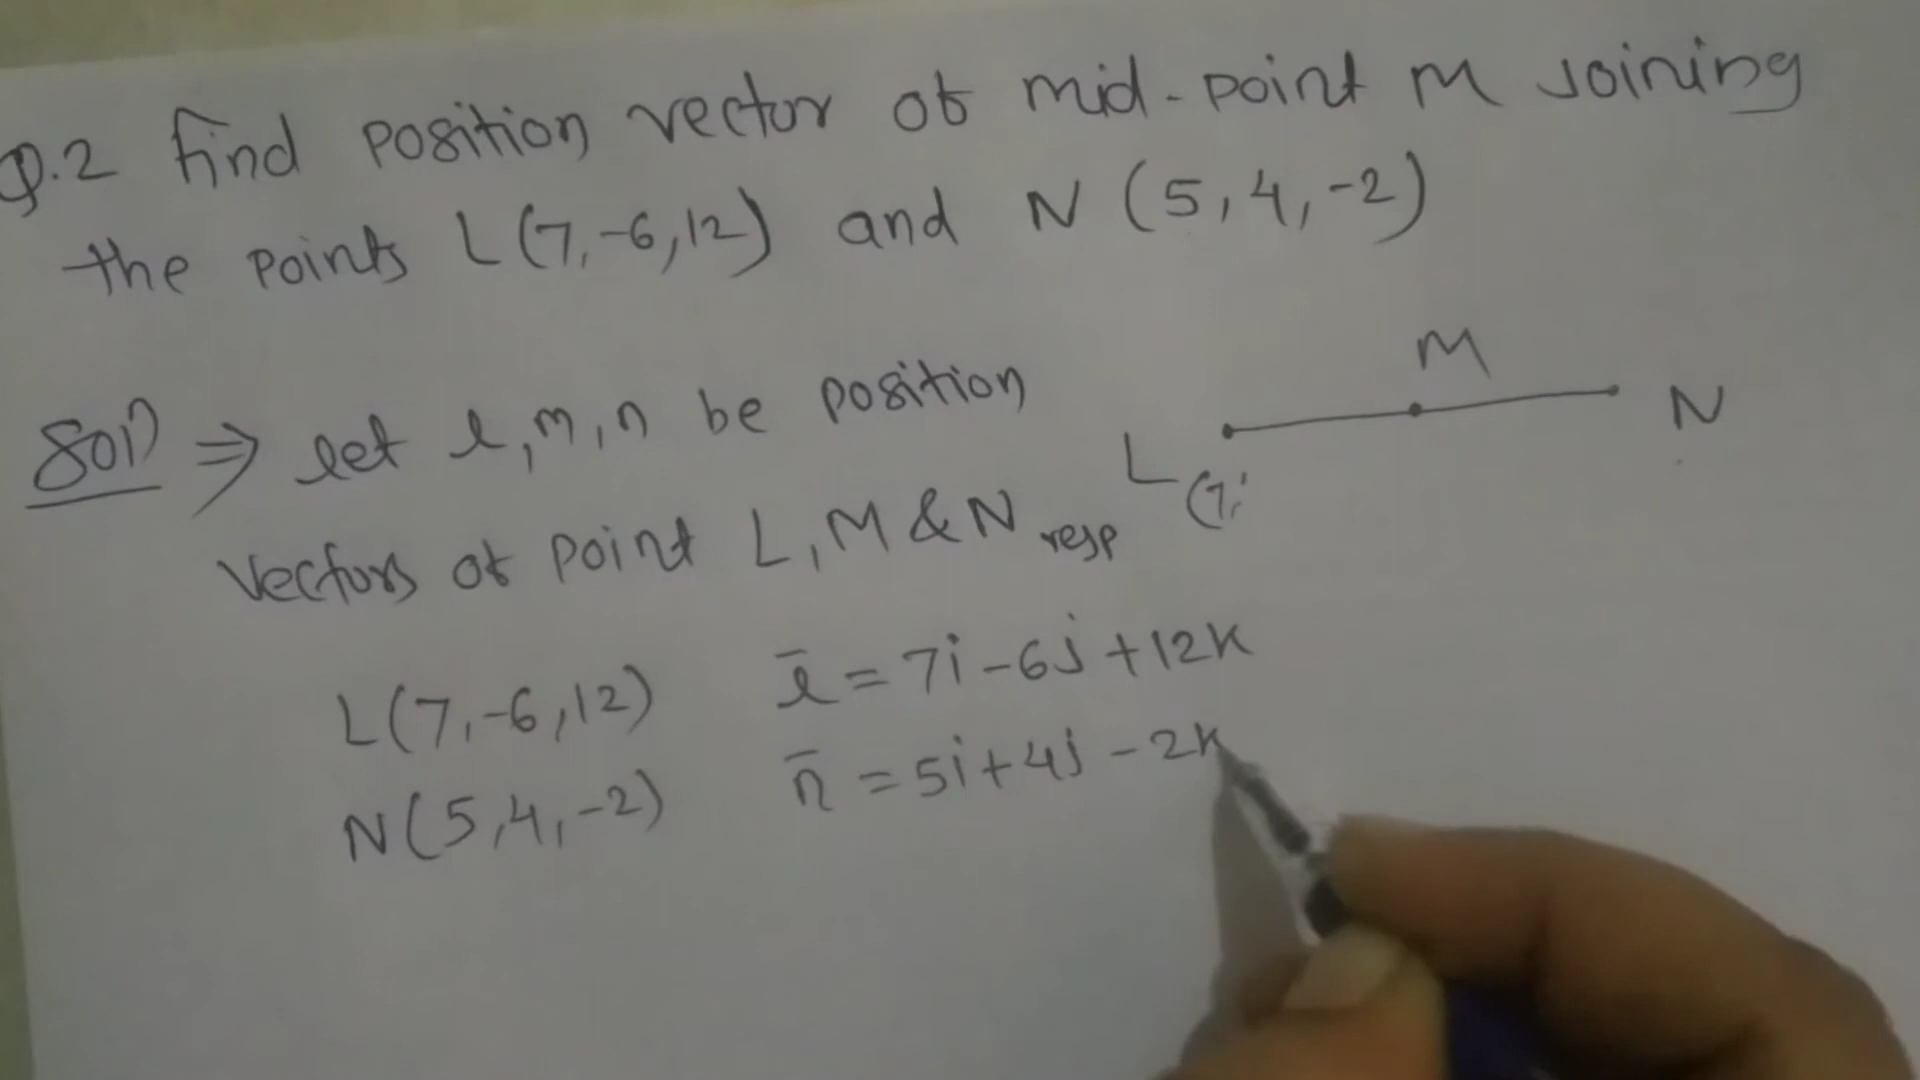 Q.2 find position vector of mid-point M Joining
the points L(7,-6,12) and N (5,4,-2)
M
N
L
(7,
Soln ⇒ let l,m,n be position
vectors of point L,M & N resp
L(7,-6,12) l̄ = 7i-6j+12k
N(5,4,-2) n̄ = 5i+4j-2k